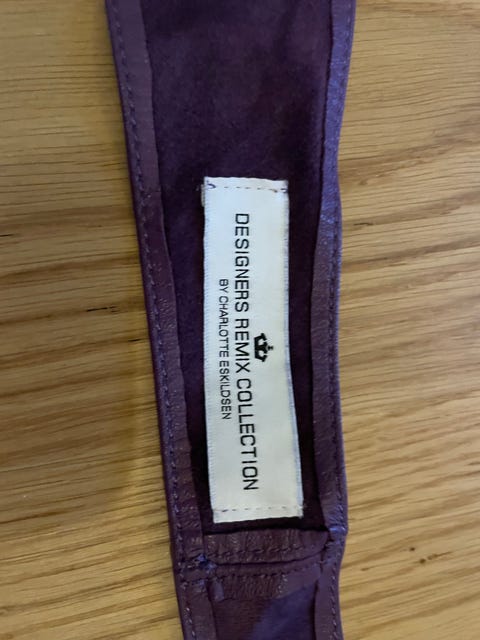 DESIGNERS REMIX COLLECTION
BY CHARLOTTE ESKILDSEN